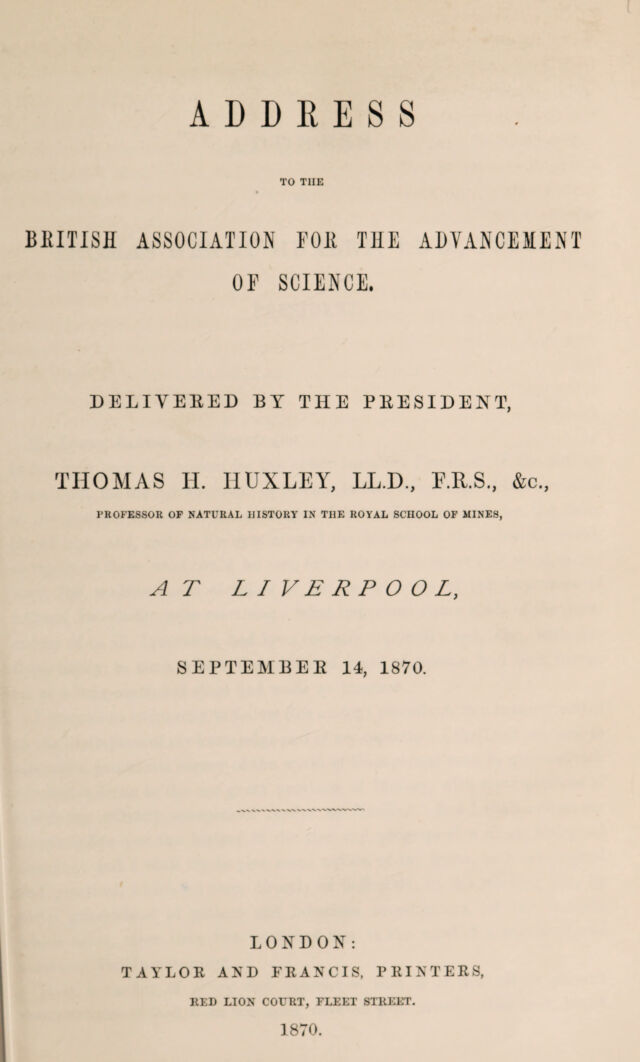 ADDRESS
TO THE
BRITISH ASSOCIATION FOR THE ADVANCEMENT
OF SCIENCE.
DELIVERED BY THE PRESIDENT,
THOMAS H. HUXLEY, LL.D., F.R.S., &c.,
PROFESSOR OF NATURAL HISTORY IN THE ROYAL SCHOOL OF MINES,
AT LIVERPOOL,
SEPTEMBER 14, 1870.
LONDON:
TAYLOR AND FRANCIS, PRINTERS,
RED LION COURT, FLEET STREET.
1870.